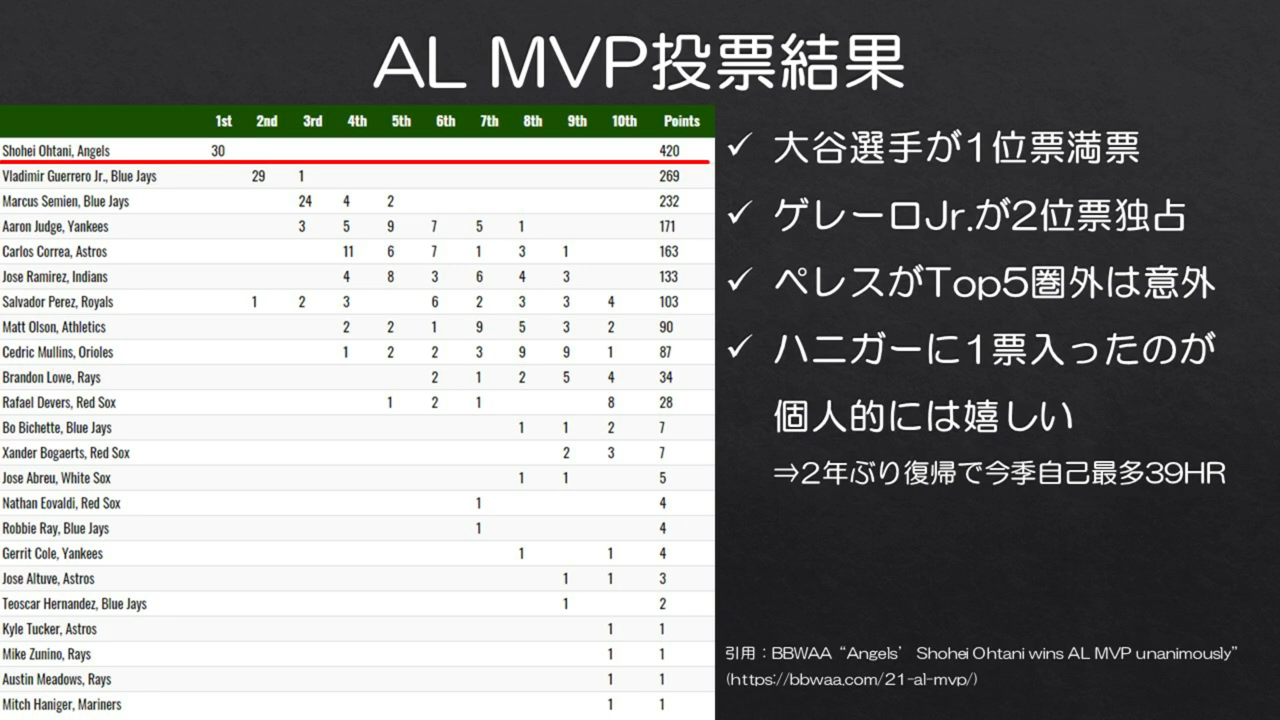 AL MVP投票結果
1st 2nd 3rd 4th 5th 6th 7th 8th 9th 10th Points
Shohei Ohtani, Angels 30 420
Vladimir Guerrero Jr., Blue Jays 29 1 269
Marcus Semien, Blue Jays 24 4 2 232
Aaron Judge, Yankees 3 5 9 7 5 1 171
Carlos Correa, Astros 11 6 7 1 3 1 163
Jose Ramirez, Indians 4 8 3 6 4 3 133
Salvador Perez, Royals 1 2 3 6 2 3 3 4 103
Matt Olson, Athletics 2 2 1 9 5 3 2 90
Cedric Mullins, Orioles 1 2 2 3 9 9 1 87
Brandon Lowe, Rays 2 1 2 5 4 34
Rafael Devers, Red Sox 1 2 1 8 28
Bo Bichette, Blue Jays 1 1 2 7
Xander Bogaerts, Red Sox 2 3 7
Jose Abreu, White Sox 1 1 5
Nathan Eovaldi, Red Sox 1 4
Robbie Ray, Blue Jays 1 4
Gerrit Cole, Yankees 1 1 4
Jose Altuve, Astros 1 1 3
Teoscar Hernandez, Blue Jays 1 2
Kyle Tucker, Astros 1 1
Mike Zunino, Rays 1 1
Austin Meadows, Rays 1 1
Mitch Haniger, Mariners 1 1
✓ 大谷選手が1位票満票
✓ ゲレーロJr.が2位票独占
✓ ペレスがTop5圏外は意外
✓ ハニガーに1票入ったのが
個人的には嬉しい
⇒2年ぶり復帰で今季自己最多39HR
引用：BBWAA“Angels’ Shohei Ohtani wins AL MVP unanimously”
(https://bbwaa.com/21-al-mvp/)